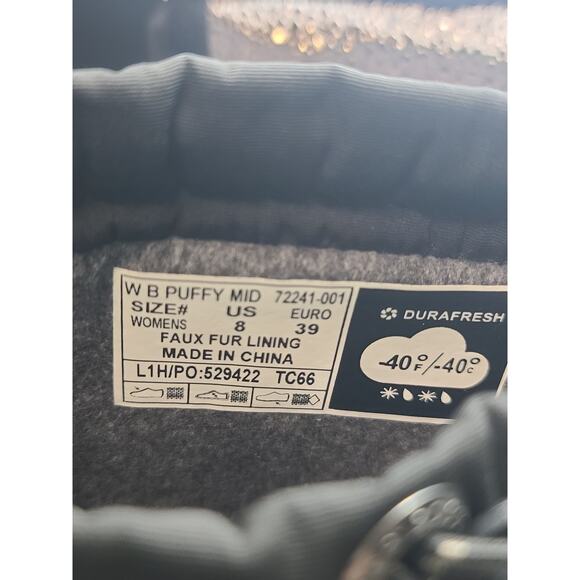 W B PUFFY MID 72241-001
SIZE# US EURO
WOMENS 8 39
FAUX FUR LINING
MADE IN CHINA
L1H/PO:529422 TC66
DURAFRESH
-40°F/-40°C